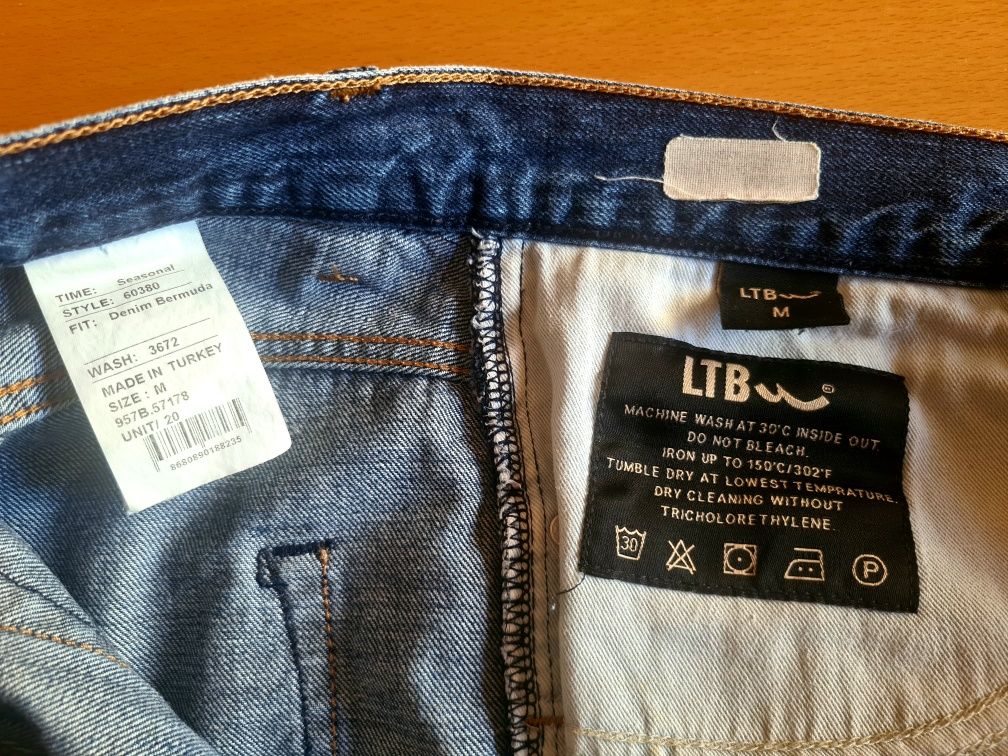 TIME: Seasonal
STYLE: 60380
FIT: Denim Bermuda
WASH: 3672
MADE IN TURKEY
SIZE : M
957B.57178
UNIT/ 20
8680890188235
LTB
M
LTB
MACHINE WASH AT 30°C INSIDE OUT
DO NOT BLEACH.
IRON UP TO 150°C/302°F
TUMBLE DRY AT LOWEST TEMPRATURE.
DRY CLEANING WITHOUT
TRICHOLORETHYLENE.
30
P